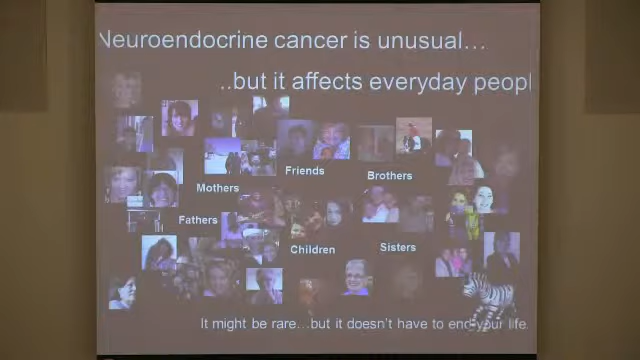 Neuroendocrine cancer is unusual...
..but it affects everyday peopl
Friends
Brothers
Mothers
Fathers
Children
Sisters
It might be rare...but it doesn't have to end your life.